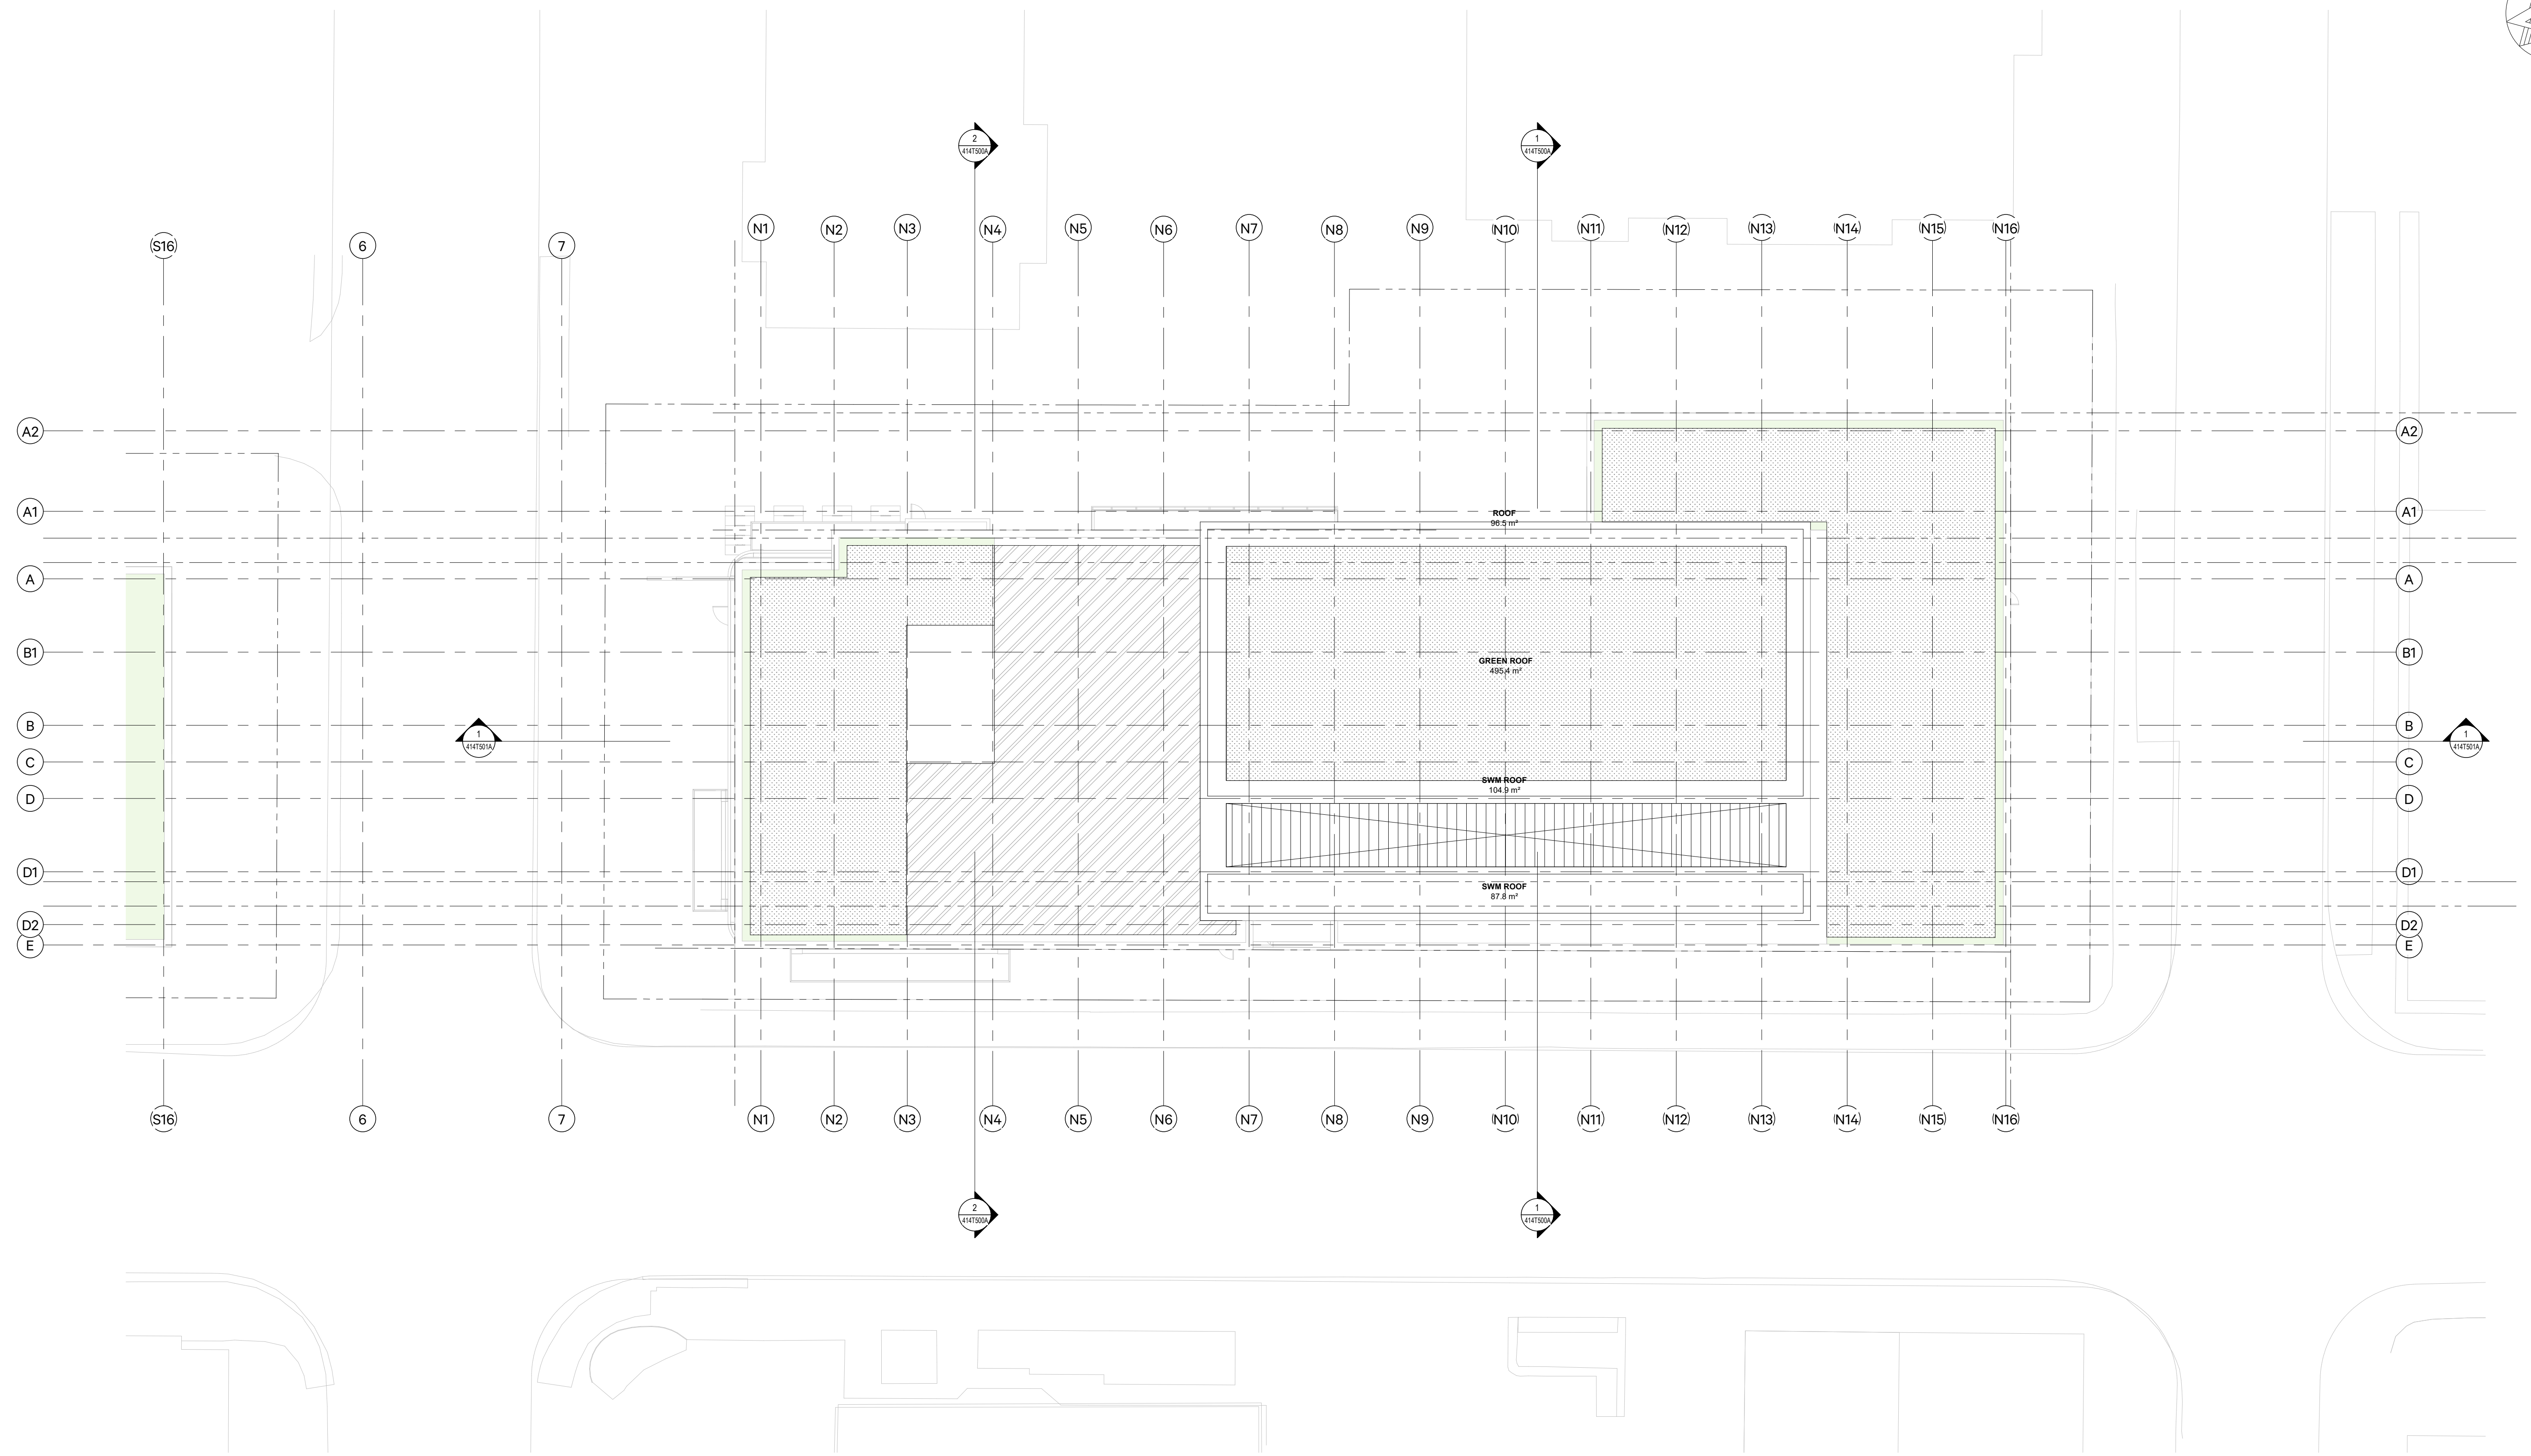 2
414T500A
1
414T500A
S16
6
7
N1
N2
N3
N4
N5
N6
N7
N8
N9
N10
N11
N12
N13
N14
N15
N16
A2
A2
A1
A1
ROOF
96.5 m²
A
A
B1
B1
GREEN ROOF
495.4 m²
B
B
1
414T501A
1
414T501A
C
C
SWM ROOF
104.9 m²
D
D
D1
D1
SWM ROOF
87.8 m²
D2
D2
E
E
S16
6
7
N1
N2
N3
N4
N5
N6
N7
N8
N9
N10
N11
N12
N13
N14
N15
N16
2
414T500A
1
414T500A